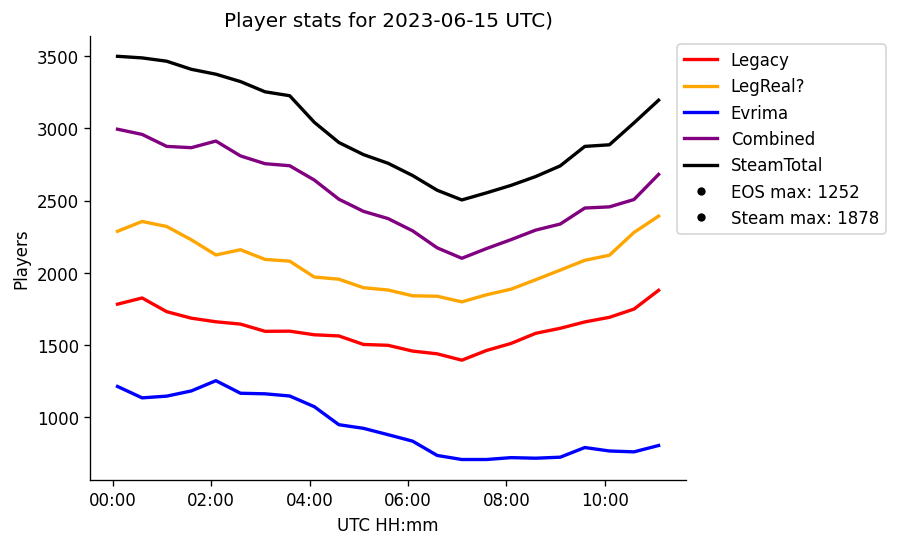 Player stats for 2023-06-15 UTC)
Legacy
LegReal?
Evrima
Combined
SteamTotal
EOS max: 1252
Steam max: 1878
Players
3500
3000
2500
2000
1500
1000
00:00 02:00 04:00 06:00 08:00 10:00
UTC HH:mm